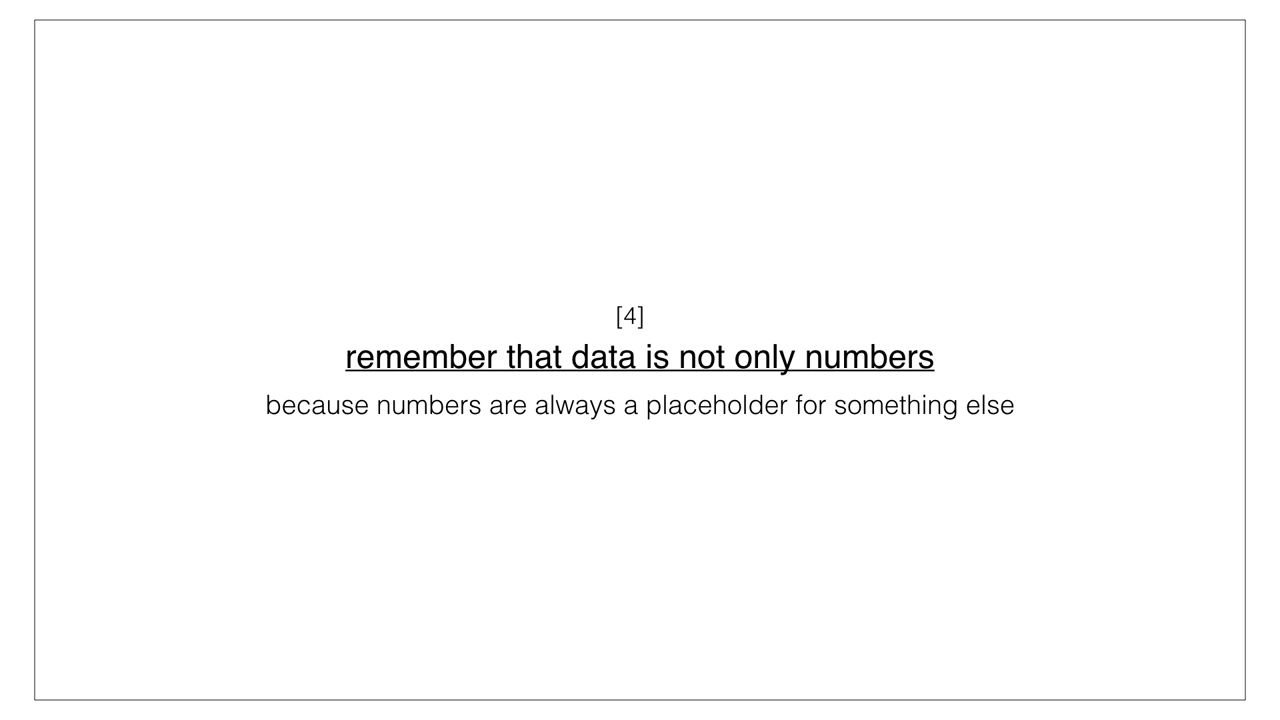 [4]
remember that data is not only numbers
because numbers are always a placeholder for something else